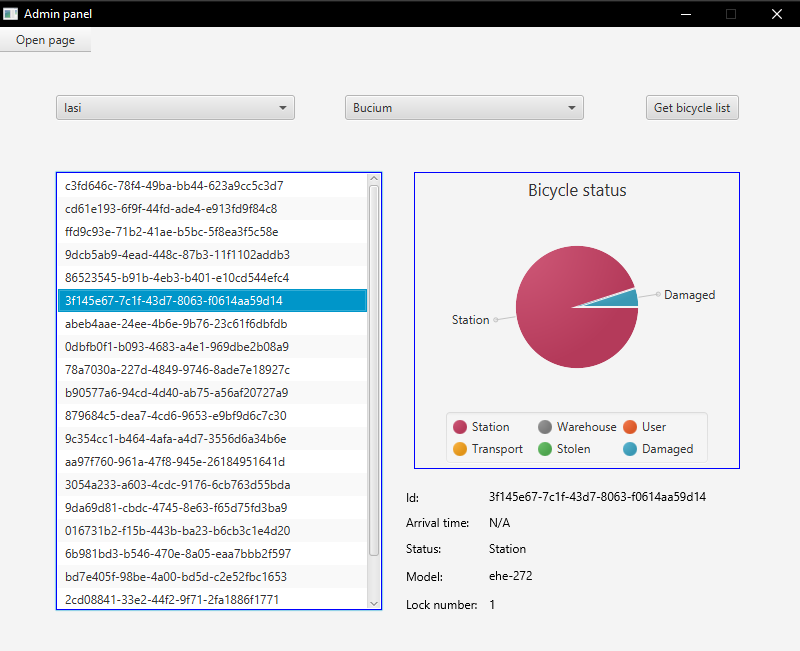 Admin panel
Open page
Iasi
Bucium
Get bicycle list
c3fd646c-78f4-49ba-bb44-623a9cc5c3d7
cd61e193-6f9f-44fd-ade4-e913fd9f84c8
ffd9c93e-71b2-41ae-b5bc-5f8ea3f5c58e
9dcb5ab9-4ead-448c-87b3-11f1102addb3
86523545-b91b-4eb3-b401-e10cd544efc4
3f145e67-7c1f-43d7-8063-f0614aa59d14
abeb4aae-24ee-4b6e-9b76-23c61f6dbfdb
0dbfb0f1-b093-4683-a4e1-969dbe2b08a9
78a7030a-227d-4849-9746-8ade7e18927c
b90577a6-94cd-4d40-ab75-a56af20727a9
879684c5-dea7-4cd6-9653-e9bf9d6c7c30
9c354cc1-b464-4afa-a4d7-3556d6a34b6e
aa97f760-961a-47f8-945e-26184951641d
3054a233-a603-4cdc-9176-6cb763d55bda
9da69d81-cbdc-4745-8e63-f65d75fd3ba9
016731b2-f15b-443b-ba23-b6cb3c1e4d20
6b981bd3-b546-470e-8a05-eaa7bbb2f597
bd7e405f-98be-4a00-bd5d-c2e52fbc1653
2cd08841-33e2-44f2-9f71-2fa1886f1771
Bicycle status
Damaged
Station
Station Warehouse User
Transport Stolen Damaged
Id: 3f145e67-7c1f-43d7-8063-f0614aa59d14
Arrival time: N/A
Status: Station
Model: ehe-272
Lock number: 1